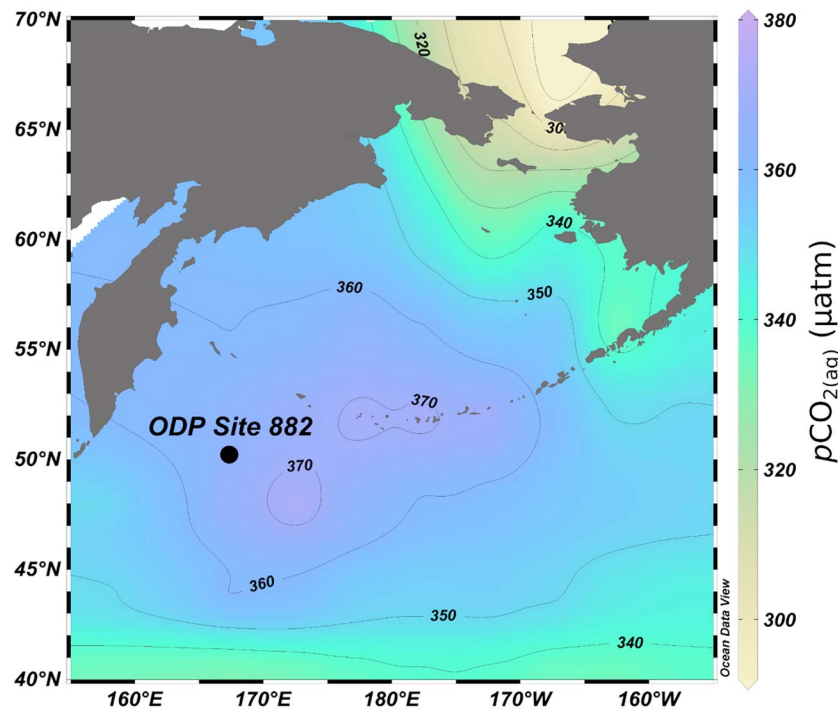 70°N
65°N
60°N
55°N
50°N
45°N
40°N
160°E
170°E
180°E
170°W
160°W
320
340
350
360
370
ODP Site 882
370
360
350
340
Ocean Data View
380
360
340
320
300
pCO2(aq) (µatm)